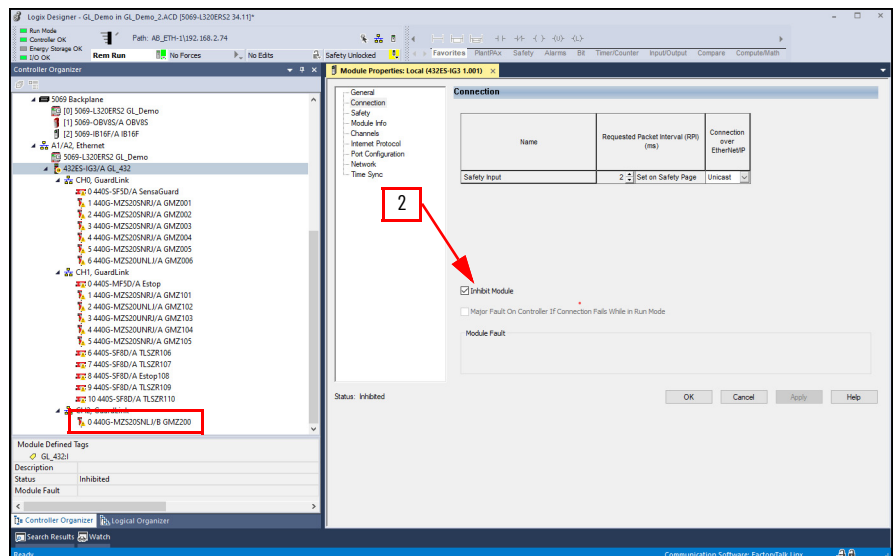 Logix Designer - GL_Demo in GL_Demo_2.ACD [5069-L320ERS2 34.11]*
Run Mode
Controller OK
Energy Storage OK
I/O OK
Path: AB_ETH-1\192.168.2.74
Rem Run
No Forces
No Edits
Safety Unlocked
Favorites PlantPAx Safety Alarms Bit Timer/Counter Input/Output Compare Compute/Math
Controller Organizer
5069 Backplane
[0] 5069-L320ERS2 GL_Demo
[1] 5069-OBV8S/A OBV8S
[2] 5069-IB16F/A IB16F
A1/A2, Ethernet
5069-L320ERS2 GL_Demo
432ES-IG3/A GL_432
CH0, GuardLink
0 440S-SF5D/A SensaGuard
1 440G-MZS20SNRJ/A GMZ001
2 440G-MZS20SNRJ/A GMZ002
3 440G-MZS20SNRJ/A GMZ003
4 440G-MZS20SNRJ/A GMZ004
5 440G-MZS20SNRJ/A GMZ005
6 440G-MZS20UNLJ/A GMZ006
CH1, GuardLink
0 440S-MF5D/A Estop
1 440G-MZS20SNRJ/A GMZ101
2 440G-MZS20UNLJ/A GMZ102
3 440G-MZS20UNRJ/A GMZ103
4 440G-MZS20UNRJ/A GMZ104
5 440G-MZS20SNRJ/A GMZ105
6 440S-SF8D/A TLSZR106
7 440S-SF8D/A TLSZR107
8 440S-SF8D/A Estop108
9 440S-SF8D/A TLSZR109
10 440S-SF8D/A TLSZR110
CH2, GuardLink
0 440G-MZS20SNLJ/B GMZ200
Module Defined Tags
GL_432:I
Description
Status Inhibited
Module Fault
Controller Organizer Logical Organizer
Search Results Watch
Ready
Module Properties: Local (432ES-IG3 1.001) ×
General
Connection
Safety
Module Info
Channels
Internet Protocol
Port Configuration
Network
Time Sync
Connection
Name
Requested Packet Interval (RPI)
(ms)
Connection
over
EtherNet/IP
Safety Input 2 Set on Safety Page Unicast
2
Inhibit Module
Major Fault On Controller If Connection Fails While in Run Mode
Module Fault
Status: Inhibited
OK Cancel Apply Help
Communication Software: FactoryTalk Linx